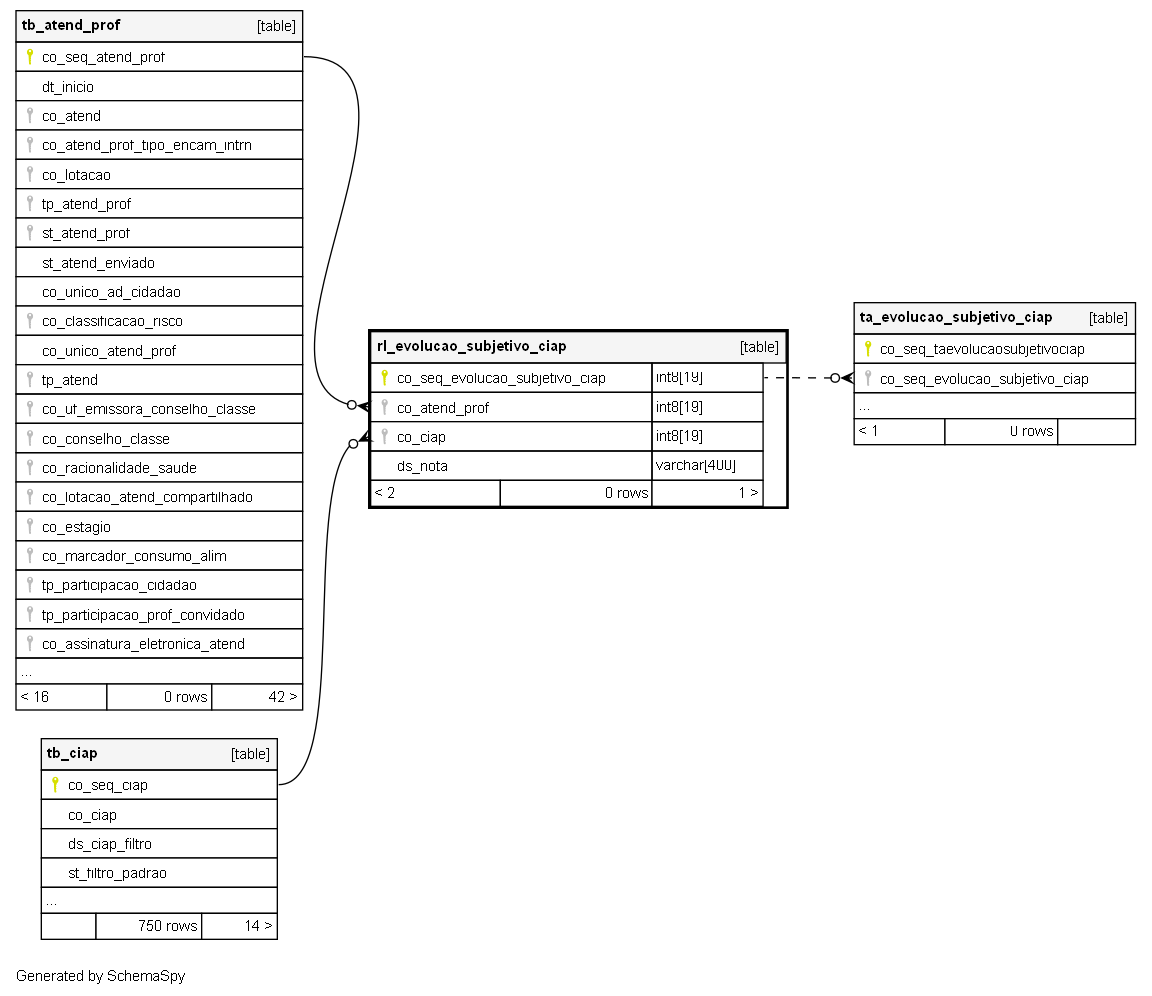 tb_atend_prof [table]
co_seq_atend_prof
dt_inicio
co_atend
co_atend_prof_tipo_encam_intrn
co_lotacao
tp_atend_prof
st_atend_prof
st_atend_enviado
co_unico_ad_cidadao
co_classificacao_risco
co_unico_atend_prof
tp_atend
co_uf_emissora_conselho_classe
co_conselho_classe
co_racionalidade_saude
co_lotacao_atend_compartilhado
co_estagio
co_marcador_consumo_alim
tp_participacao_cidadao
tp_participacao_prof_convidado
co_assinatura_eletronica_atend
...
< 16 0 rows 42 >
tb_ciap [table]
co_seq_ciap
co_ciap
ds_ciap_filtro
st_filtro_padrao
...
750 rows 14 >
rl_evolucao_subjetivo_ciap [table]
co_seq_evolucao_subjetivo_ciap int8[19]
co_atend_prof int8[19]
co_ciap int8[19]
ds_nota varchar[400]
< 2 0 rows 1 >
ta_evolucao_subjetivo_ciap [table]
co_seq_taevolucaosubjetivociap
co_seq_evolucao_subjetivo_ciap
...
< 1 0 rows
Generated by SchemaSpy